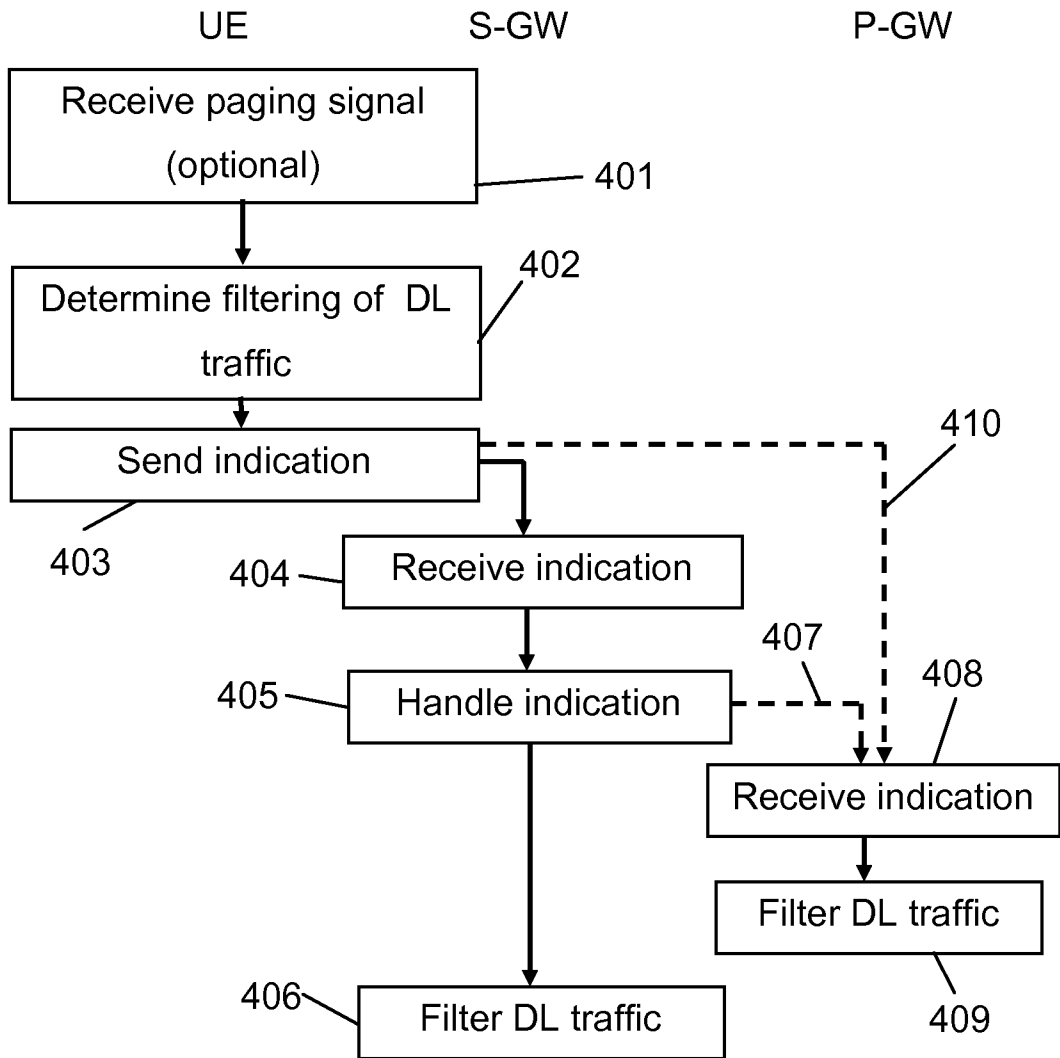 UE S-GW P-GW
Receive paging signal
(optional)
401
402
Determine filtering of DL
traffic
410
Send indication
403
404
Receive indication
407
408
405
Handle indication
Receive indication
Filter DL traffic
406
Filter DL traffic
409